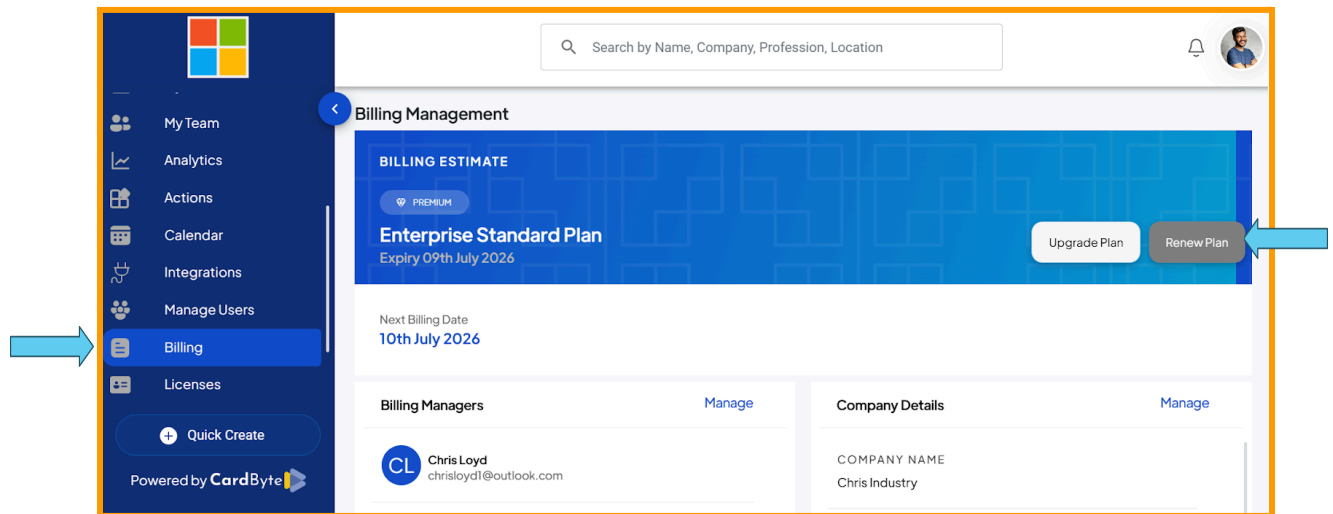 Search by Name, Company, Profession, Location
My Team
Analytics
Actions
Calendar
Integrations
Manage Users
Billing
Licenses
Quick Create
Powered by CardByte
Billing Management
BILLING ESTIMATE
PREMIUM
Enterprise Standard Plan
Expiry 09th July 2026
Upgrade Plan
Renew Plan
Next Billing Date
10th July 2026
Billing Managers
Manage
CL
Chris Loyd
chrisloyd1@outlook.com
Company Details
Manage
COMPANY NAME
Chris Industry